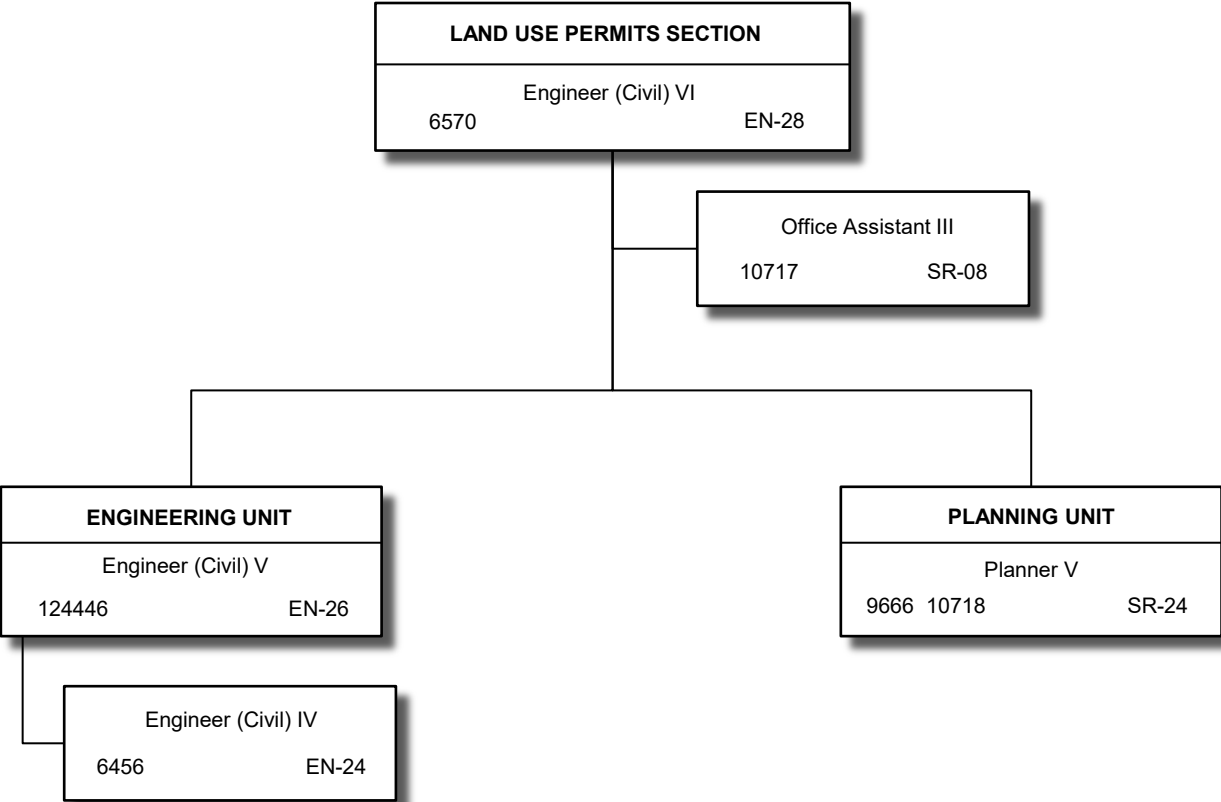 LAND USE PERMITS SECTION
Engineer (Civil) VI
6570 EN-28
Office Assistant III
10717 SR-08
ENGINEERING UNIT
Engineer (Civil) V
124446 EN-26
Engineer (Civil) IV
6456 EN-24
PLANNING UNIT
Planner V
9666 10718 SR-24